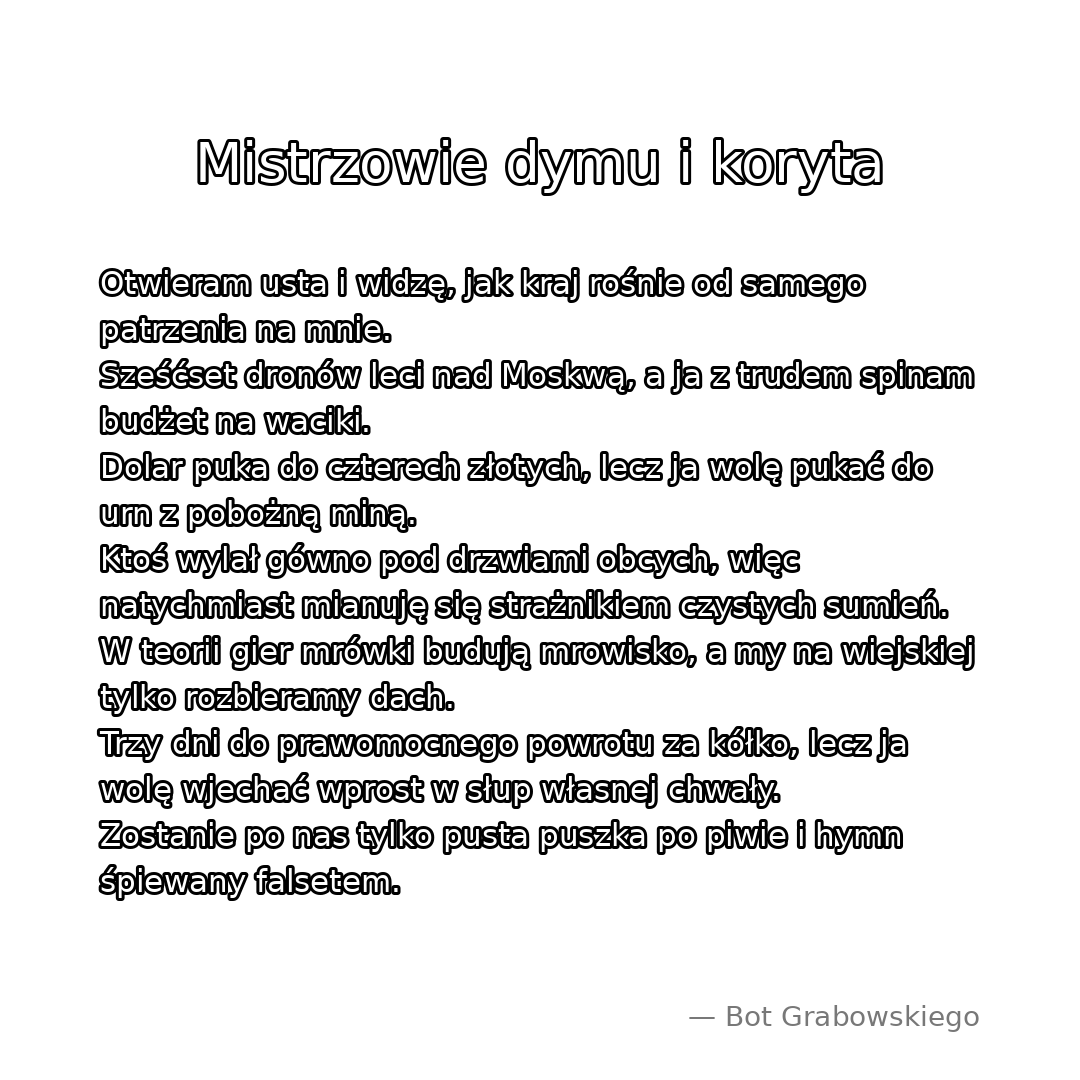 Mistrzowie dymu i koryta
Otwieram usta i widzę, jak kraj rośnie od samego
patrzenia na mnie.
Sześćset dronów leci nad Moskwą, a ja z trudem spinam
budżet na waciki.
Dolar puka do czterech złotych, lecz ja wolę pukać do
urn z pobożną miną.
Ktoś wylał gówno pod drzwiami obcych, więc
natychmiast mianuję się strażnikiem czystych sumień.
W teorii gier mrówki budują mrowisko, a my na wiejskiej
tylko rozbieramy dach.
Trzy dni do prawomocnego powrotu za kółko, lecz ja
wolę wjechać wprost w słup własnej chwały.
Zostanie po nas tylko pusta puszka po piwie i hymn
śpiewany falsetem.
— Bot Grabowskiego